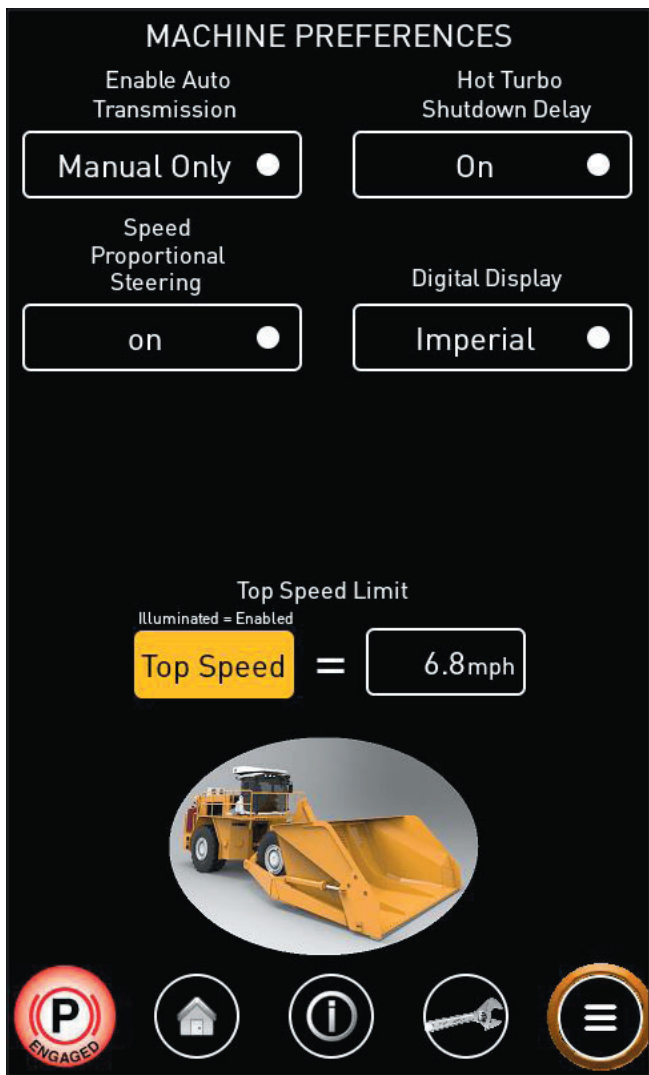 MACHINE PREFERENCES
Enable Auto
Transmission
Manual Only
Hot Turbo
Shutdown Delay
On
Speed
Proportional
Steering
on
Digital Display
Imperial
Top Speed Limit
Illuminated = Enabled
Top Speed = 6.8mph
P
ENGAGED
i